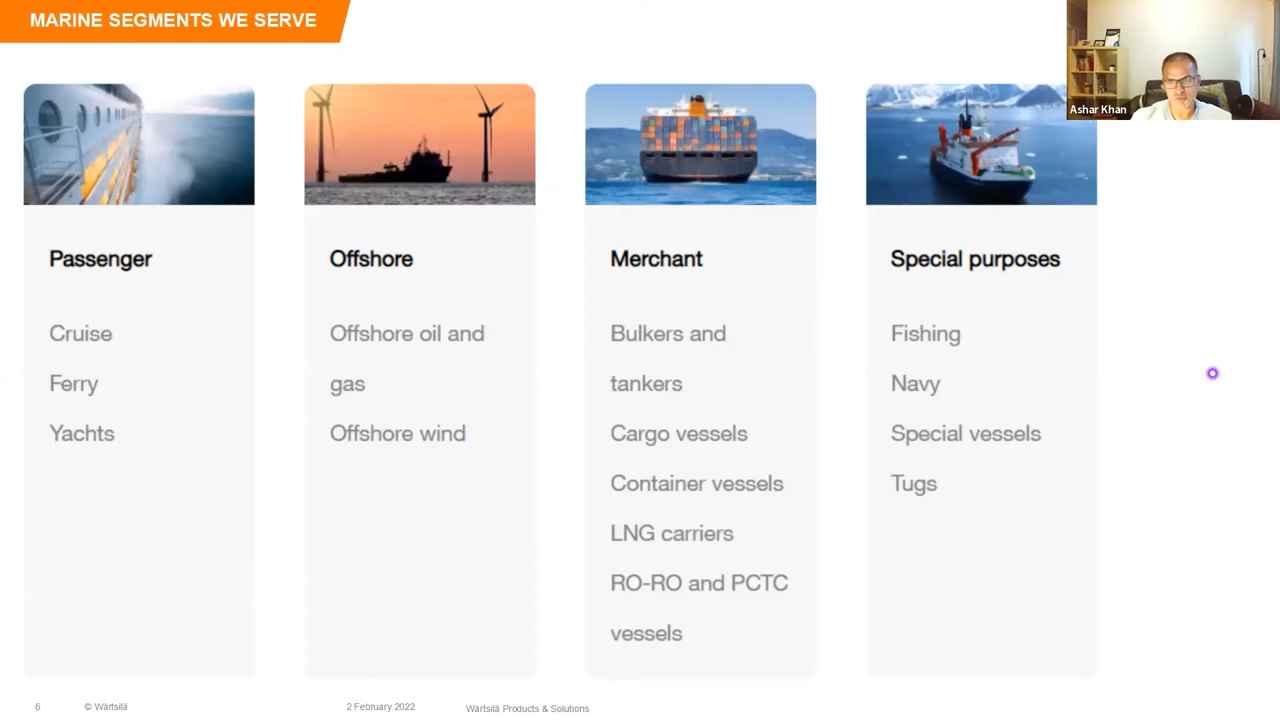 MARINE SEGMENTS WE SERVE
Ashar Khan
Passenger
Cruise
Ferry
Yachts
Offshore
Offshore oil and
gas
Offshore wind
Merchant
Bulkers and
tankers
Cargo vessels
Container vessels
LNG carriers
RO-RO and PCTC
vessels
Special purposes
Fishing
Navy
Special vessels
Tugs
6
© Wärtsilä
2 February 2022
Wärtsilä Products & Solutions